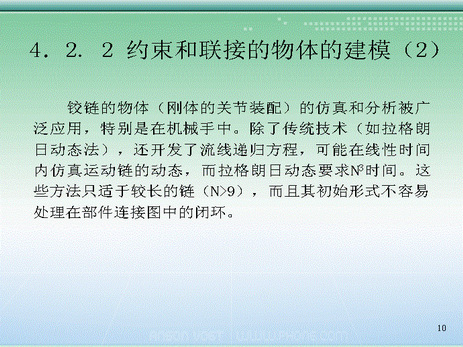 4．2．2 约束和联接的物体的建模（2）
铰链的物体（刚体的关节装配）的仿真和分析被广
泛应用，特别是在机械手中。除了传统技术（如拉格朗
日动态法），还开发了流线递归方程，可能在线性时间
内仿真运动链的动态，而拉格朗日动态要求N³时间。这
些方法只适于较长的链（N>9），而且其初始形式不容易
处理在部件连接图中的闭环。
10